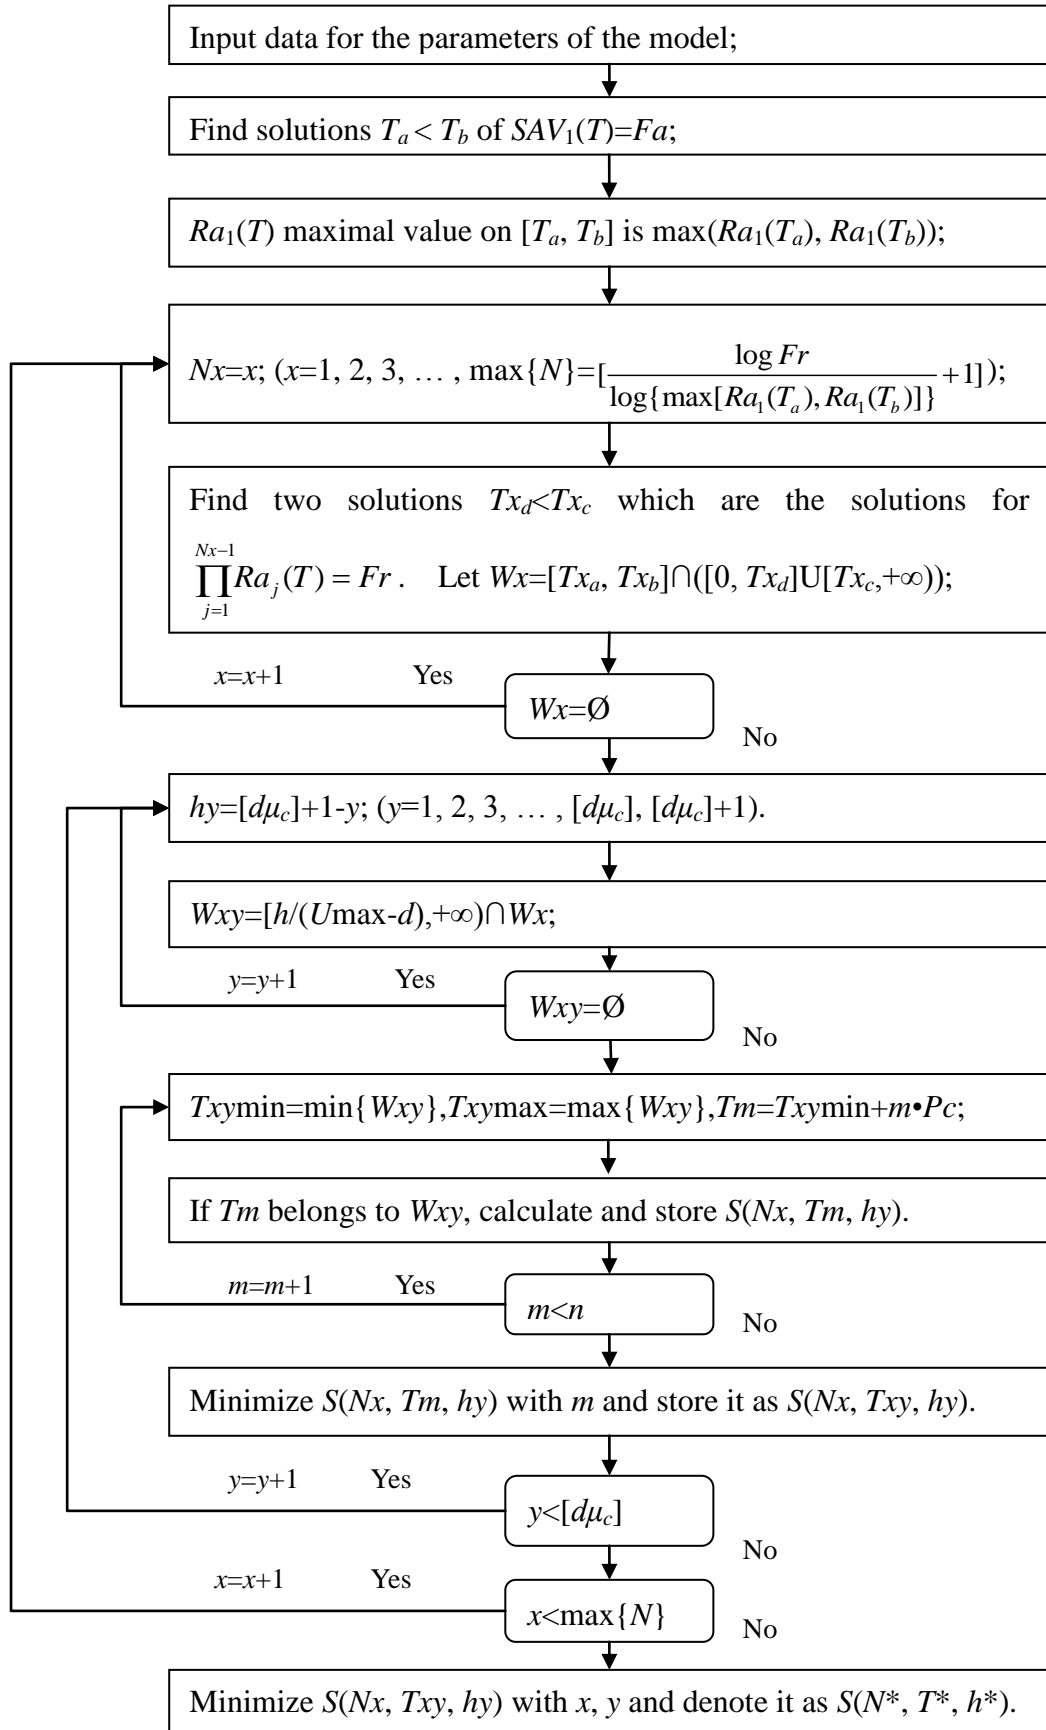 Input data for the parameters of the model;
Find solutions Ta < Tb of SAV1(T)=Fa;
Ra1(T) maximal value on [Ta, Tb] is max(Ra1(Ta), Ra1(Tb));
Nx=x; (x=1, 2, 3, … , max{N}=[log Fr / log{max[Ra1(Ta), Ra1(Tb)]} +1]);
Find two solutions Txd<Txc which are the solutions for
∏_{j=1}^{Nx−1} Raj(T) = Fr. Let Wx=[Txa, Txb]∩([0, Txd]U[Txc,+∞));
x=x+1 Yes
Wx=Ø
No
hy=[dμc]+1-y; (y=1, 2, 3, … , [dμc], [dμc]+1).
Wxy=[h/(Umax-d),+∞)∩Wx;
y=y+1 Yes
Wxy=Ø
No
Txymin=min{Wxy},Txymax=max{Wxy},Tm=Txymin+m•Pc;
If Tm belongs to Wxy, calculate and store S(Nx, Tm, hy).
m=m+1 Yes
m<n
No
Minimize S(Nx, Tm, hy) with m and store it as S(Nx, Txy, hy).
y=y+1 Yes
y<[dμc]
No
x=x+1 Yes
x<max{N}
No
Minimize S(Nx, Txy, hy) with x, y and denote it as S(N*, T*, h*).